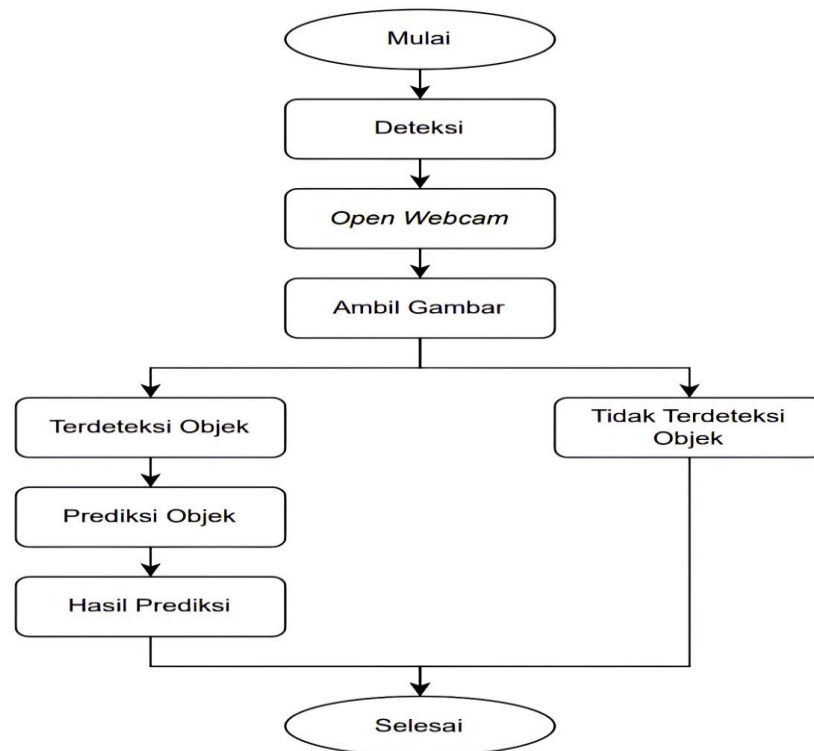 Mulai
Deteksi
Open Webcam
Ambil Gambar
Terdeteksi Objek
Tidak Terdeteksi
Objek
Prediksi Objek
Hasil Prediksi
Selesai